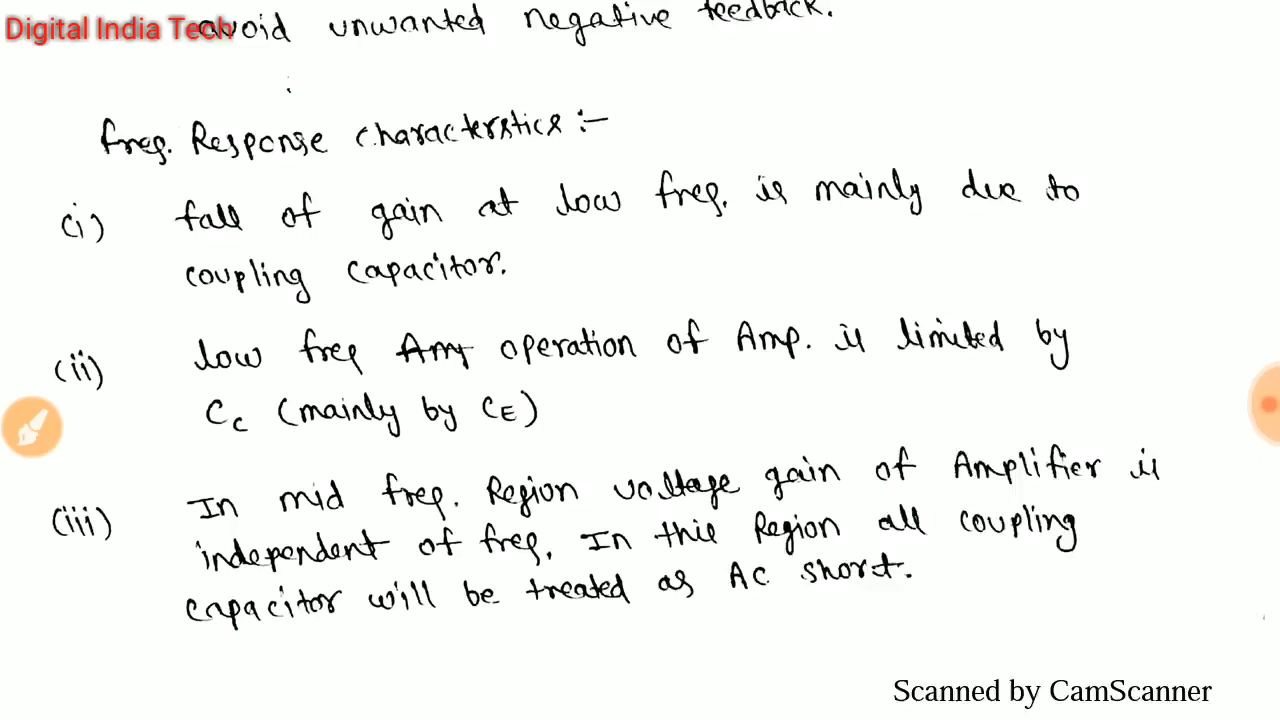 avoid unwanted negative feedback.
Digital India Tech
freq. Response characterstics :-
(i) fall of gain at low freq. is mainly due to
coupling capacitor.
(ii) low freq Amp operation of Amp. is limited by
Cc (mainly by CE)
(iii) In mid freq. Region voltage gain of Amplifier is
independent of freq. In this Region all coupling
capacitor will be treated as AC short.
Scanned by CamScanner